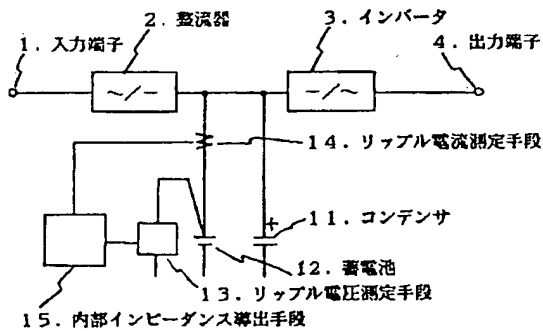 2．整流器
3．インバータ
1．入力端子
4．出力端子
14．リップル電流測定手段
11．コンデンサ
12．蓄電池
13．リップル電圧測定手段
15．内部インピーダンス導出手段